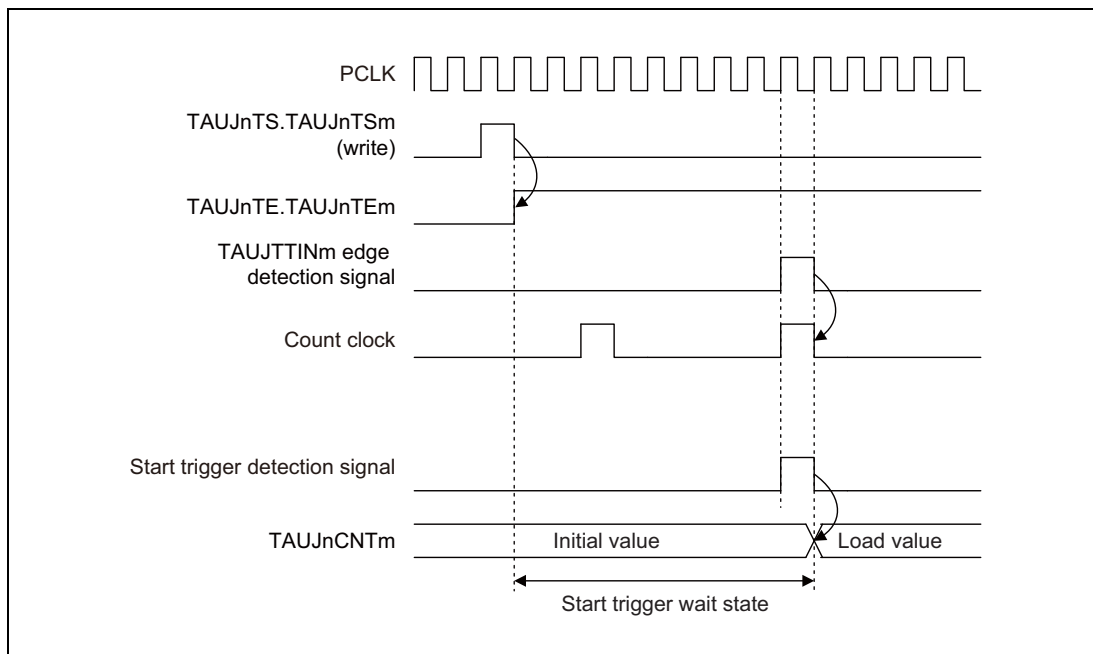 PCLK
TAUJnTS.TAUJnTSm
(write)
TAUJnTE.TAUJnTEm
TAUJTTINm edge
detection signal
Count clock
Start trigger detection signal
TAUJnCNTm
Initial value
Load value
Start trigger wait state